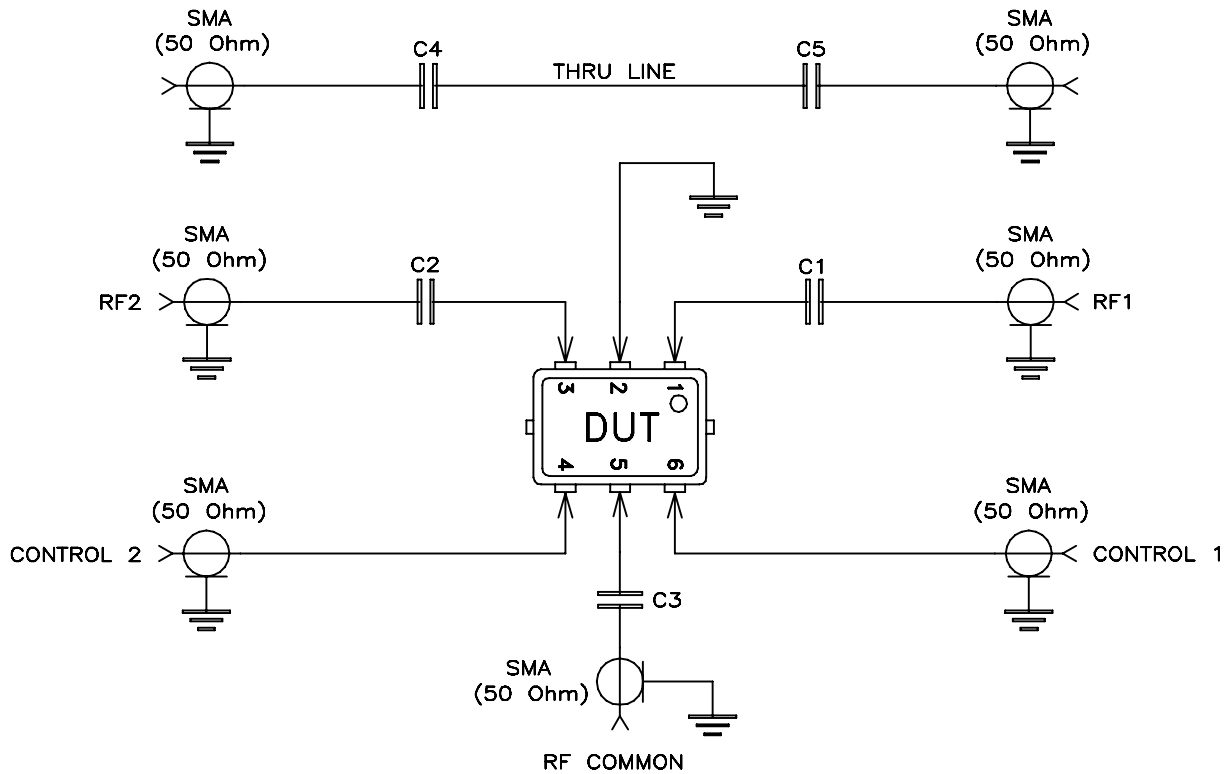 SMA
(50 Ohm)
SMA
(50 Ohm)
C4
C5
THRU LINE
SMA
(50 Ohm)
SMA
(50 Ohm)
C2
C1
RF2
RF1
3 2 1
DUT
4 5 6
SMA
(50 Ohm)
SMA
(50 Ohm)
CONTROL 2
CONTROL 1
C3
SMA
(50 Ohm)
RF COMMON